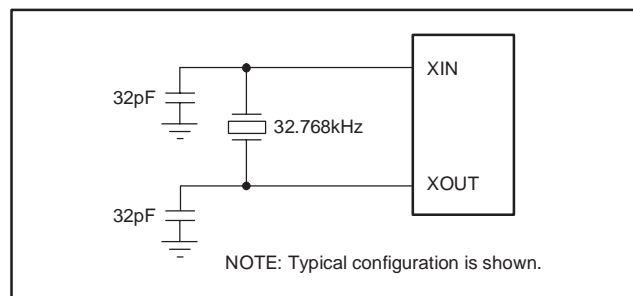 XIN
32pF
32.768kHz
XOUT
32pF
NOTE: Typical configuration is shown.